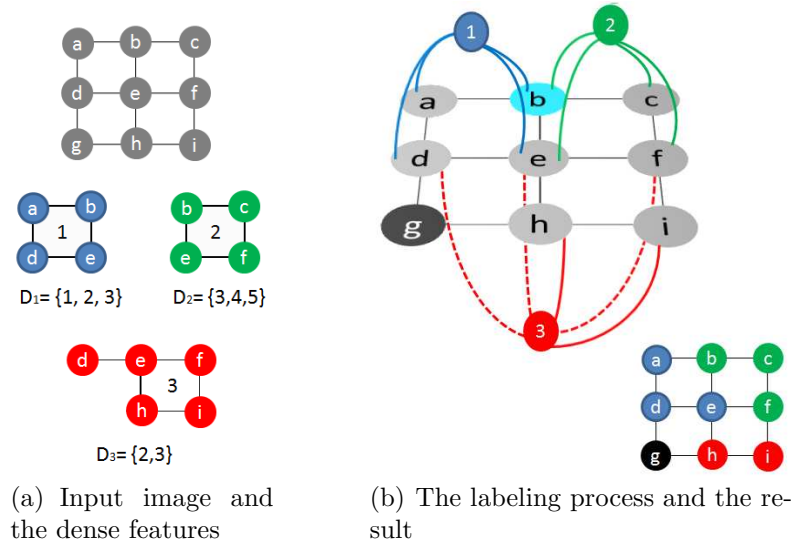 a b c
d e f
g h i
a b
1
d e
D1= {1, 2, 3}
b c
2
e f
D2= {3,4,5}
d e f
3
h i
D3= {2,3}
(a) Input image and
the dense features
1 2
a b c
d e f
g h i
3
a b c
d e f
g h i
(b) The labeling process and the re-
sult